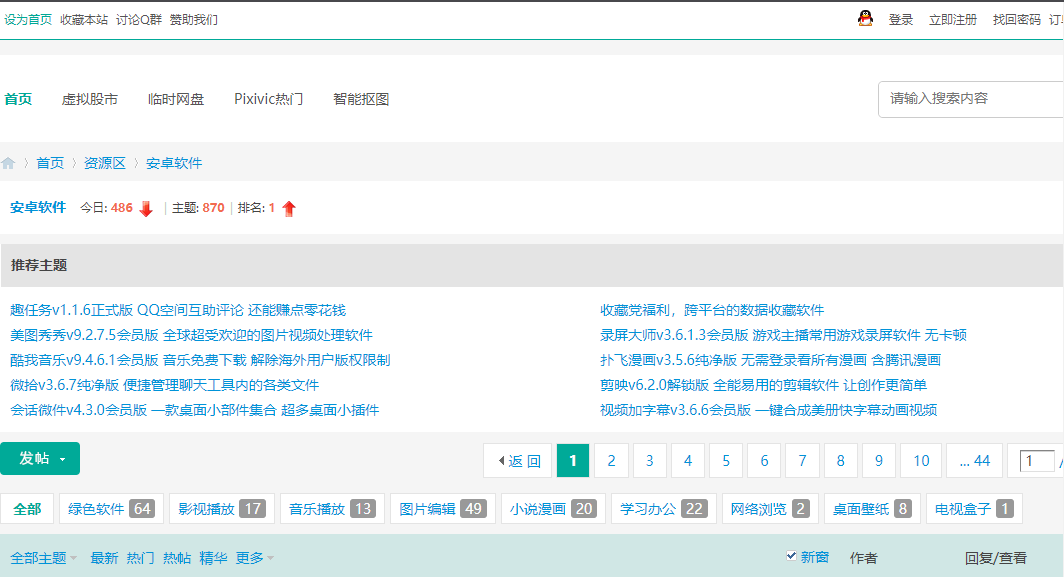 设为首页 收藏本站 讨论Q群 赞助我们 登录 立即注册 找回密码
首页 虚拟股市 临时网盘 Pixivic热门 智能抠图 请输入搜索内容
首页 资源区 安卓软件
安卓软件 今日: 486 | 主题: 870 | 排名: 1
推荐主题
趣任务v1.1.6正式版 QQ空间互助评论 还能赚点零花钱 收藏党福利，跨平台的数据收藏软件
美图秀秀v9.2.7.5会员版 全球超受欢迎的图片视频处理软件 录屏大师v3.6.1.3会员版 游戏主播常用游戏录屏软件 无卡顿
酷我音乐v9.4.6.1会员版 音乐免费下载 解除海外用户版权限制 扑飞漫画v3.5.6纯净版 无需登录看所有漫画 含腾讯漫画
微拾v3.6.7纯净版 便捷管理聊天工具内的各类文件 剪映v6.2.0解锁版 全能易用的剪辑软件 让创作更简单
会话微件v4.3.0会员版 一款桌面小部件集合 超多桌面小插件 视频加字幕v3.6.6会员版 一键合成美册快字幕动画视频
发帖 返回 1 2 3 4 5 6 7 8 9 10 ... 44 1 /
全部 绿色软件 64 影视播放 17 音乐播放 13 图片编辑 49 小说漫画 20 学习办公 22 网络浏览 2 桌面壁纸 8 电视盒子 1
全部主题 最新 热门 热帖 精华 更多 新窗 作者 回复/查看